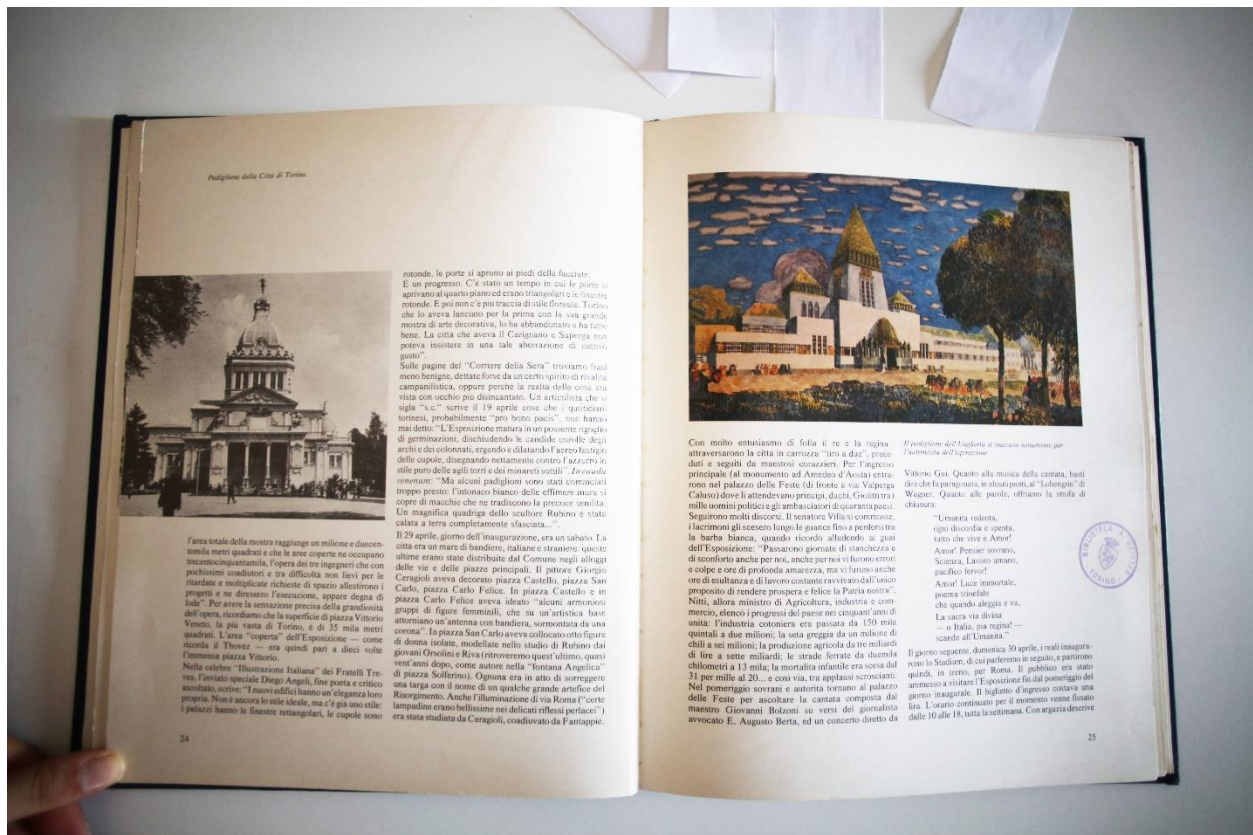 Padiglione della Città di Torino.
l'area totale della mostra raggiunge un milione e duecen-
tomila metri quadrati e che le aree coperte ne occupano
trecentocinquantamila, l'opera dei tre ingegneri che con
pochissimi coadiutori e tra difficoltà non lievi per le
ritardate e moltiplicate richieste di spazio allestirono i
progetti e ne diressero l'esecuzione, appare degna di
lode". Per avere la sensazione precisa della grandiosità
dell'opera, ricordiamo che la superficie di piazza Vittorio
Veneto, la più vasta di Torino, è di 35 mila metri
quadrati. L'area "coperta" dell'Esposizione — come
ricorda il Thovez — era quindi pari a dieci volte
l'immensa piazza Vittorio.
Nella celebre "Illustrazione Italiana" dei Fratelli Tre-
ves, l'inviato speciale Diego Angeli, fine poeta e critico
ascoltato, scrive: "I nuovi edifici hanno un'eleganza loro
propria. Non è ancora lo stile ideale, ma c'è già uno stile:
i palazzi hanno le finestre rettangolari, le cupole sono
24
rotonde, le porte si aprono ai piedi delle facciate.
È un progresso. C'è stato un tempo in cui le porte si
aprivano al quarto piano ed erano triangolari e le finestre
rotonde. E poi non c'è più traccia di stile floreale. Torino
che lo aveva lanciato per la prima con la sua grande
mostra di arte decorativa, lo ha abbandonato e ha fatto
bene. La città che aveva il Carignano e Superga non
poteva insistere in una tale aberrazione di cattivo
gusto".
Sulle pagine del "Corriere della Sera" troviamo frasi
meno benigne, dettate forse da un certo spirito di rivalità
campanilistica, oppure perché la realtà delle cose era
vista con occhio più disincantato. Un articolista che si
sigla "s.c." scrive il 19 aprile cose che i quotidiani
torinesi, probabilmente "pro bono pacis", non hanno
mai detto: "L'Esposizione matura in un possente rigoglio
di germinazioni, dischiudendo le candide corolle degli
archi e dei colonnati, ergendo e dilatando l'aereo fastigio
delle cupole, disegnando nettamente contro l'azzurro lo
stile puro delle agili torri e dei minareti sottili". In cauda
venenum: "Ma alcuni padiglioni sono stati cominciati
troppo presto: l'intonaco bianco delle effimere mura si
copre di macchie che ne tradiscono la precoce senilità.
Un magnifica quadriga dello scultore Rubino è stata
calata a terra completamente sfasciata...".
Il 29 aprile, giorno dell'inaugurazione, era un sabato. La
città era un mare di bandiere, italiane e straniere: queste
ultime erano state distribuite dal Comune negli alloggi
delle vie e delle piazze principali. Il pittore Giorgio
Ceragioli aveva decorato piazza Castello, piazza San
Carlo, piazza Carlo Felice. In piazza Castello e in
piazza Carlo Felice aveva ideato "alcuni armoniosi
gruppi di figure femminili, che su un'artistica base
attorniano un'antenna con bandiera, sormontata da una
corona". In piazza San Carlo aveva collocato otto figure
di donna isolate, modellate nello studio di Rubino dai
giovani Orsolini e Riva (ritroveremo quest'ultimo, quasi
vent'anni dopo, come autore nella "fontana Angelica"
di piazza Solferino). Ognuna era in atto di sorreggere
una targa con il nome di un qualche grande artefice del
Risorgimento. Anche l'illuminazione di via Roma ("certe
lampadine erano bellissime nei delicati riflessi perlacei")
era stata studiata da Ceragioli, coadiuvato da Fantappié.
Con molto entusiasmo di folla il re e la regina
attraversarono la città in carrozza "tiro a due", prece-
duti e seguiti da maestosi corazzieri. Per l'ingresso
principale (al monumento ad Amedeo d'Aosta) entra-
rono nel palazzo delle Feste (di fronte a via Valperga
Caluso) dove li attendevano principi, duchi, Giolitti tra i
mille uomini politici e gli ambasciatori di quaranta paesi.
Seguirono molti discorsi. Il senatore Villa si commosse,
i lacrimoni gli scesero lungo le guance fino a perdersi tra
la barba bianca, quando ricordò alludendo ai guai
dell'Esposizione: "Passarono giornate di stanchezza e
di sconforto anche per noi, anche per noi vi furono errori
e colpe e ore di profonda amarezza, ma vi furono anche
ore di esultanza e di lavoro costante ravvivato dall'unico
proposito di rendere prospera e felice la Patria nostra".
Nitti, allora ministro di Agricoltura, industria e com-
mercio, elencò i progressi del paese nei cinquant'anni di
unità: l'industria cotoniera era passata da 150 mila
quintali a due milioni; la seta greggia da un milione di
chili a sei milioni; la produzione agricola da tre miliardi
di lire a sette miliardi; le strade ferrate da duemila
chilometri a 13 mila; la mortalità infantile era scesa dal
31 per mille al 20... e così via, tra applausi scroscianti.
Nel pomeriggio sovrani e autorità tornano al palazzo
delle Feste per ascoltare la cantata composta dal
maestro Giovanni Bolzoni su versi del giornalista
avvocato E. Augusto Berta, ed un concerto diretto da
Il padiglione dell'Ungheria si staccava nettamente per
l'autenticità dell'ispirazione
Vittorio Gui. Quanto alla musica della cantata, basti
dire che fu paragonata, in alcuni punti, al "Lohengrin" di
Wagner. Quanto alle parole, offriamo la strofa di
chiusura:
"Umanità redenta,
ogni discordia è spenta,
tutto che vive è Amor!
Amor! Pensier sovrano,
Scienza, Lavoro umano,
pacifico fervor!
Amor! Luce immortale,
poema trionfale
che quando aleggia e va,
La sacra via divina
— o Italia, pia regina! —
scande all'Umanità."
Il giorno seguente, domenica 30 aprile, i reali inaugura-
rono lo Stadium, di cui parleremo in seguito, e partirono
quindi, in treno, per Roma. Il pubblico era stato
ammesso a visitare l'Esposizione fin dal pomeriggio del
giorno inaugurale. Il biglietto d'ingresso costava una
lira. L'orario continuato per il momento venne fissato
dalle 10 alle 18, tutta la settimana. Con arguzia descrive
25
BIBLIOTECA
TORINO